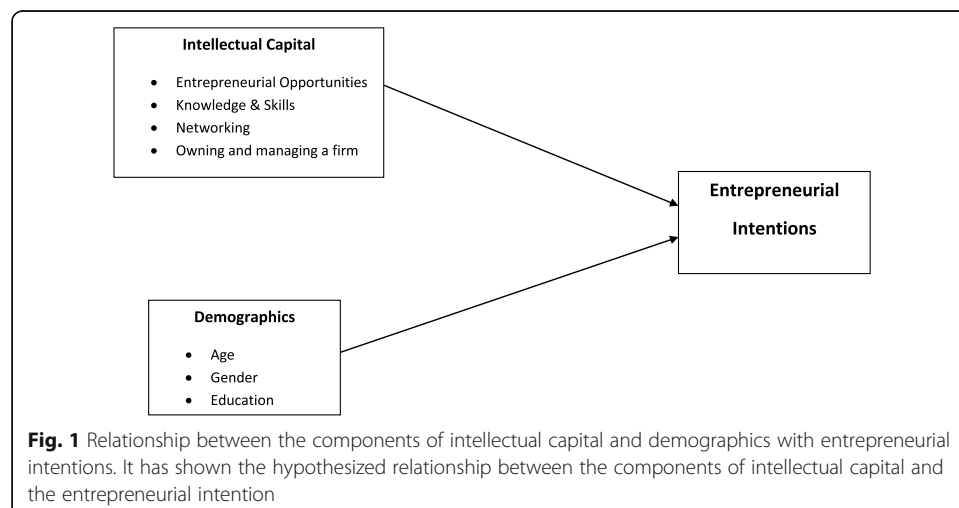 Intellectual Capital
• Entrepreneurial Opportunities
• Knowledge & Skills
• Networking
• Owning and managing a firm
Entrepreneurial
Intentions
Demographics
• Age
• Gender
• Education
Fig. 1 Relationship between the components of intellectual capital and demographics with entrepreneurial
intentions. It has shown the hypothesized relationship between the components of intellectual capital and
the entrepreneurial intention